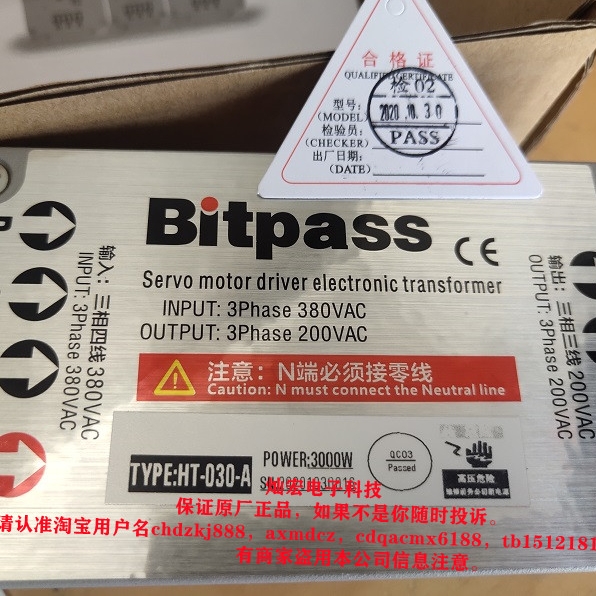 合格证
QUALIFIED CERTIFICATE
检02
型号:
(MODEL)
2020.10.30
检验员:
(CHECKER)
PASS
出厂日期:
(DATE)
Bitpass
CE
Servo motor driver electronic transformer
INPUT: 3Phase 380VAC
OUTPUT: 3Phase 200VAC
输入: 三相四线 380VAC
INPUT: 3Phase 380VAC
输出: 三相三线 200VAC
OUTPUT: 3Phase 200VAC
注意: N端必须接零线
Caution: N must connect the Neutral line
TYPE:HT-030-A
POWER:3000W
QC03
Passed
高压危险
电子科技
保证原厂正品,如果不是你随时投诉。
请认准淘宝用户名chdzkj888, axmdcz, cdqacmx6188, tb1512181
有商家盗用本公司信息注意。